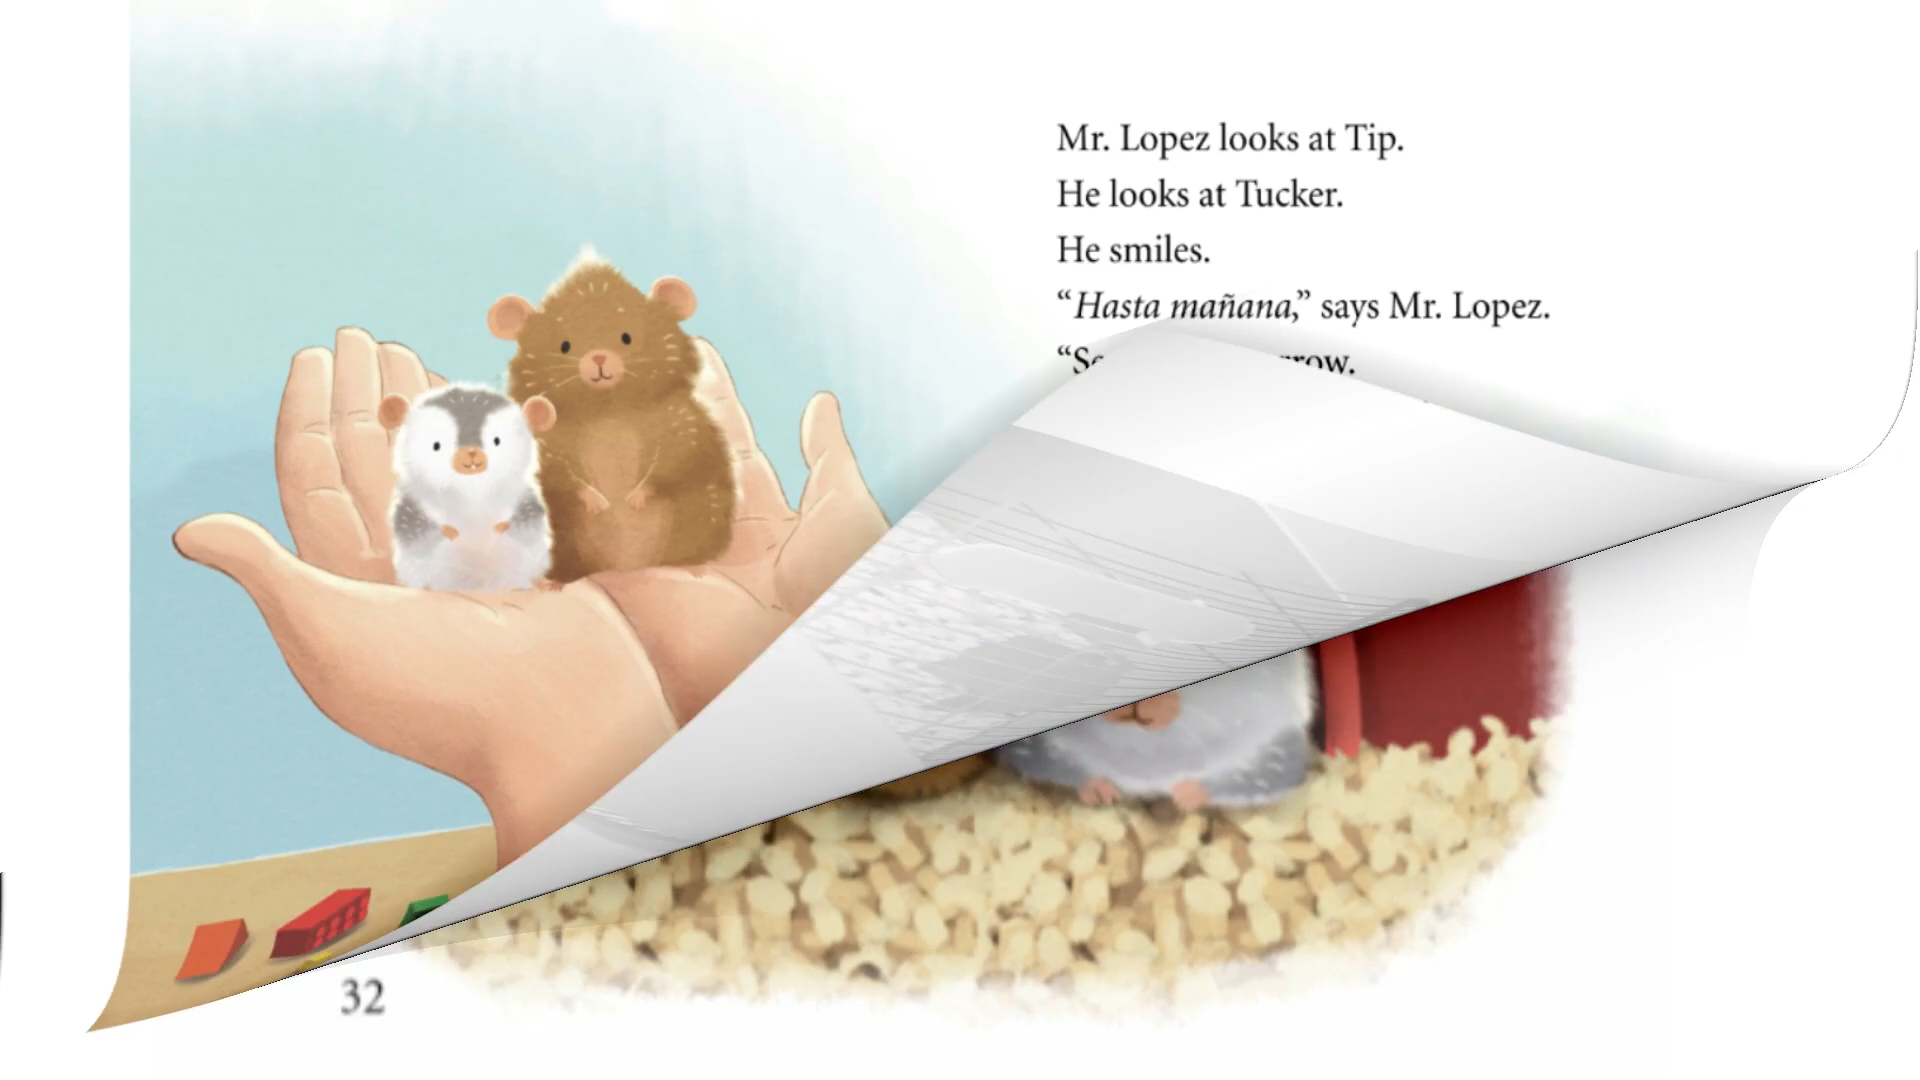 Mr. Lopez looks at Tip.
He looks at Tucker.
He smiles.
“Hasta mañana,” says Mr. Lopez.
32